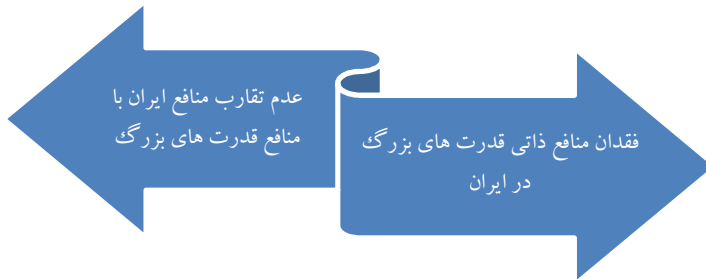 عدم تقارب منافع ایران با
منافع قدرت های بزرگ
فقدان منافع ذاتی قدرت های بزرگ
در ایران